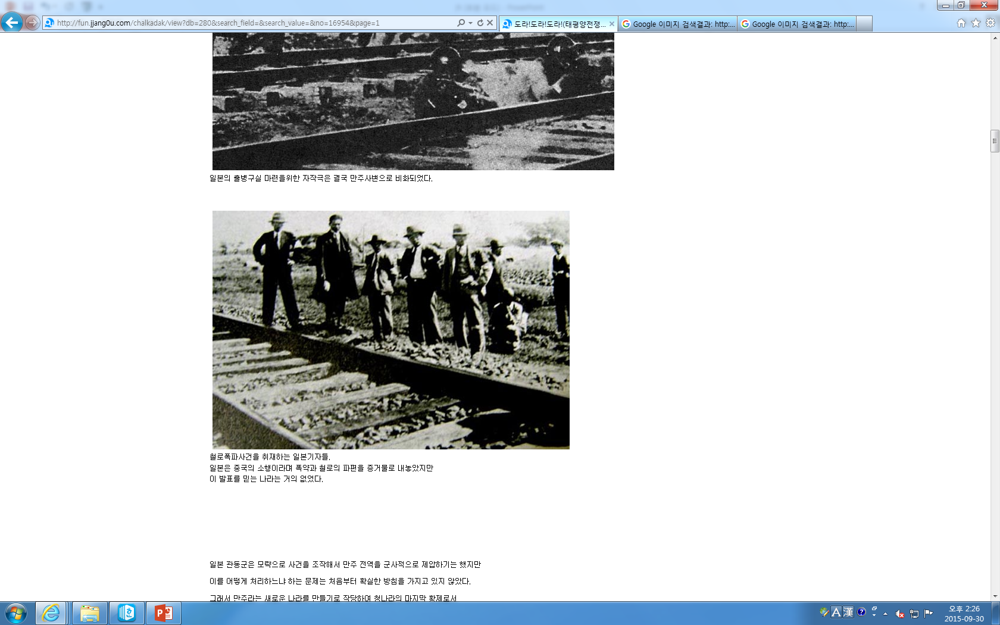 http://fun.jjang0u.com/chalkadak/view?db=280&search_field=&search_value=&no=16954&page=1
도라!도라!도라!(태평양전쟁...
Google 이미지 검색결과: http:...
Google 이미지 검색결과: http:...
일본의 출병구실 마련을위한 자작극은 결국 만주사변으로 비화되었다.
철로폭파사건을 취재하는 일본기자들.
일본은 중국의 소행이라며 폭약과 철로의 파편을 증거물로 내놓았지만
이 발표를 믿는 나라는 거의 없었다.
일본 관동군은 모략으로 사건을 조작해서 만주 전역을 군사적으로 제압하기는 했지만
이를 어떻게 처리하느냐 하는 문제는 처음부터 확실한 방침을 가지고 있지 않았다.
그래서 만주라는 새로운 나라를 만들기로 작당하여 청나라의 마지막 황제로서
A 漢
오후 2:26
2015-09-30